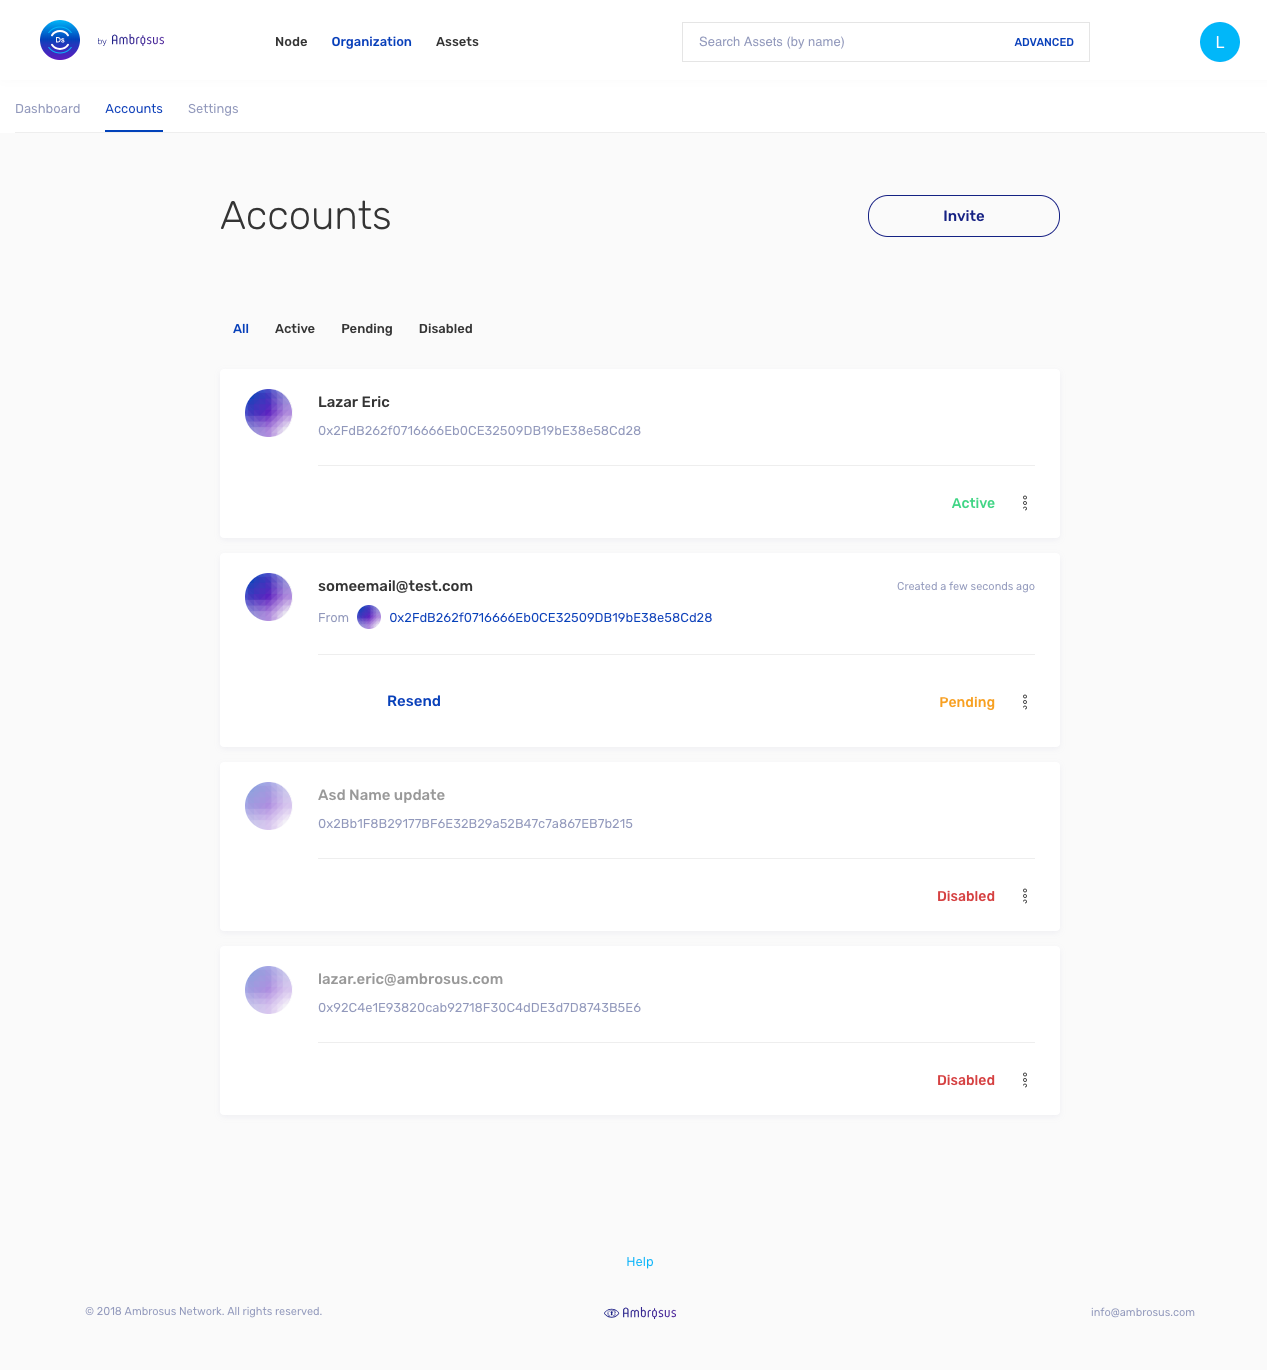 Ds by Ambrosus Node Organization Assets Search Assets (by name) ADVANCED L
Dashboard Accounts Settings
Accounts Invite
All Active Pending Disabled
Lazar Eric
0x2FdB262f0716666Eb0CE32509DB19bE38e58Cd28
Active
someemail@test.com Created a few seconds ago
From 0x2FdB262f0716666Eb0CE32509DB19bE38e58Cd28
Resend Pending
Asd Name update
0x2Bb1F8B29177BF6E32B29a52B47c7a867EB7b215
Disabled
lazar.eric@ambrosus.com
0x92C4e1E93820cab92718F30C4dDE3d7D8743B5E6
Disabled
Help
© 2018 Ambrosus Network. All rights reserved. Ambrosus info@ambrosus.com